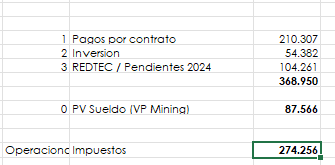 1 Pagos por contrato 210.307
2 Inversion 54.382
3 REDTEC / Pendientes 2024 104.261
368.950
0 PV Sueldo (VP Mining) 87.566
Operacionc Impuestos 274.256